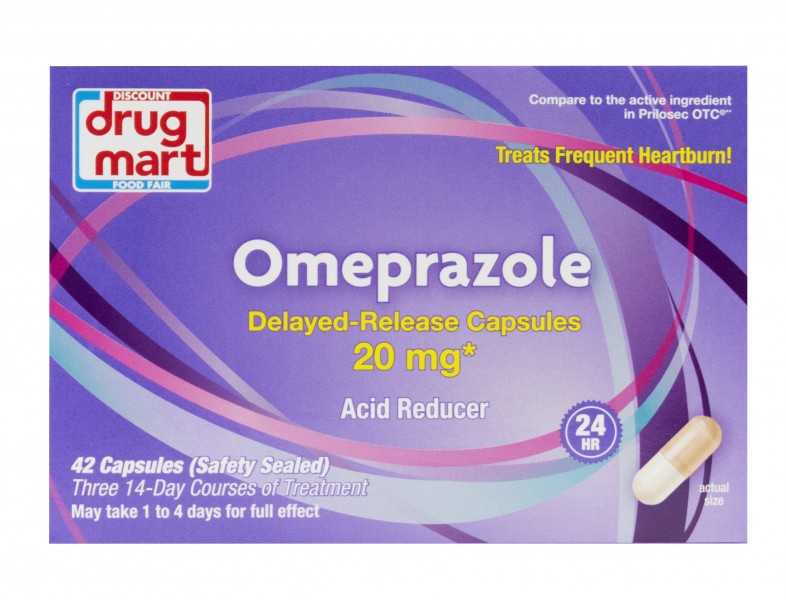 DISCOUNT
drug
mart
FOOD FAIR
Compare to the active ingredient
in Prilosec OTC®**
Treats Frequent Heartburn!
Omeprazole
Delayed-Release Capsules
20 mg*
Acid Reducer
24
HR
42 Capsules (Safety Sealed)
Three 14-Day Courses of Treatment
May take 1 to 4 days for full effect
actual
size